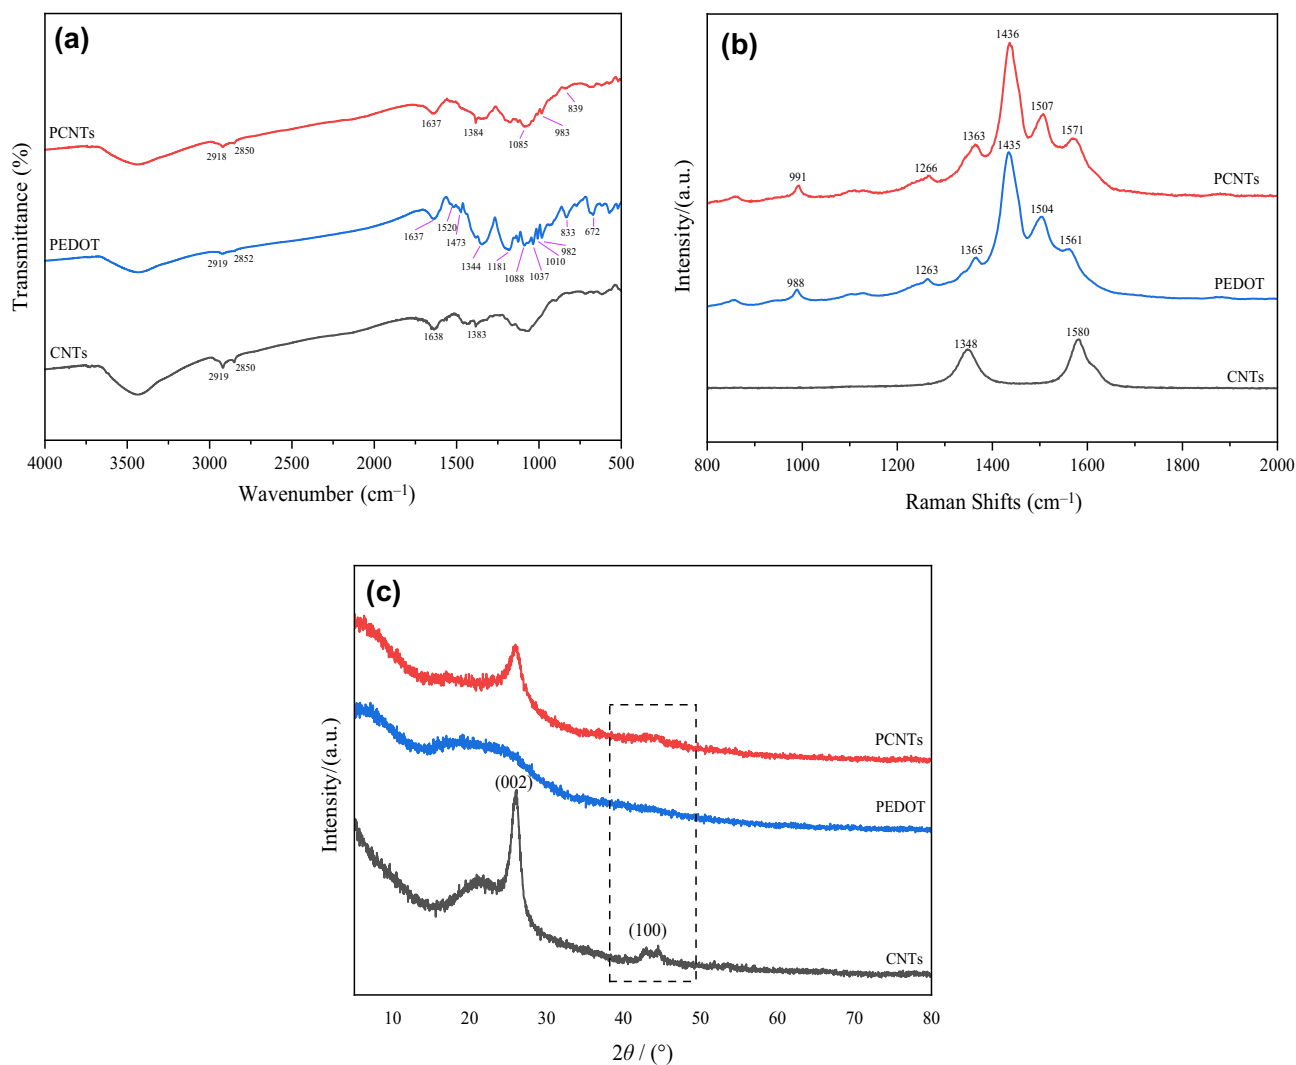 (a)
Transmittance (%)
PCNTs
2918
2850
1637
1384
1085
983
839
PEDOT
2919
2852
1637
1520
1473
1344
1181
1088
1037
1010
982
833
672
CNTs
2919
2850
1638
1383
4000 3500 3000 2500 2000 1500 1000 500
Wavenumber (cm⁻¹)
(b)
Intensity/(a.u.)
991
1266
1363
1436
1507
1571
PCNTs
988
1263
1365
1435
1504
1561
PEDOT
1348
1580
CNTs
800 1000 1200 1400 1600 1800 2000
Raman Shifts (cm⁻¹)
(c)
Intensity/(a.u.)
PCNTs
PEDOT
(002)
(100)
CNTs
10 20 30 40 50 60 70 80
2θ / (°)